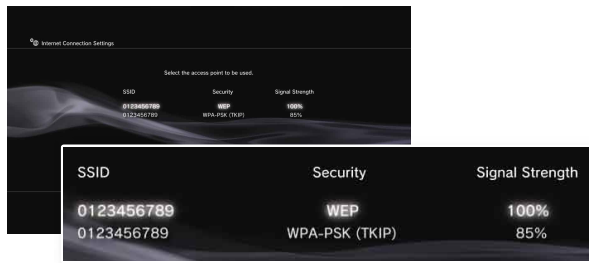 Internet Connection Settings
Select the access point to be used.
SSID Security Signal Strength
0123456789 WEP 100%
0123456789 WPA-PSK (TKIP) 85%
SSID Security Signal Strength
0123456789 WEP 100%
0123456789 WPA-PSK (TKIP) 85%